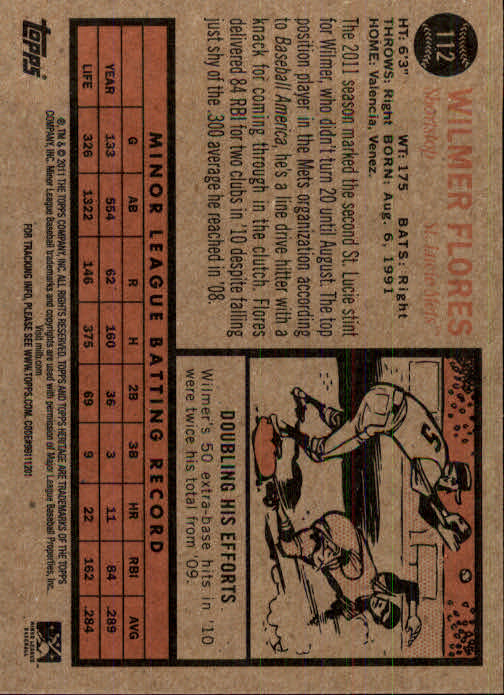 112
WILMER FLORES
Shortstop St. Lucie Mets
HT: 6'3" WT: 175 BATS: Right
THROWS: Right BORN: Aug. 6, 1991
HOME: Valencia, Venez.
The 2011 season marked the second St. Lucie stint
for Wilmer, who didn't turn 20 until August. The top
position player in the Mets organization according
to Baseball America, he's a line drive hitter with a
knack for coming through in the clutch. Flores
delivered 84 RBI for two clubs in '10 despite falling
just shy of the .300 average he reached in '08.
5
DOUBLING HIS EFFORTS
Wilmer's 50 extra-base hits in '10
were twice his total from '09.
MINOR LEAGUE BATTING RECORD
YEAR G AB R H 2B 3B HR RBI AVG
133 554 62 160 36 3 11 84 .289
LIFE 326 1322 146 375 69 9 22 162 .284
Topps
®,TM & © 2011 THE TOPPS COMPANY, INC. ALL RIGHTS RESERVED. TOPPS AND TOPPS HERITAGE ARE TRADEMARKS OF THE TOPPS
COMPANY, INC. Minor League Baseball trademarks and copyrights are used with permission of Major League Baseball Properties, Inc.
Visit milb.com
FOR TRACKING INFO, PLEASE SEE WWW.TOPPS.COM.
MINOR LEAGUE
BASEBALL